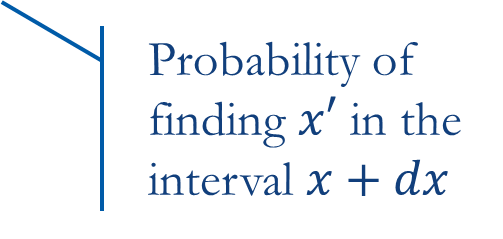 Probability of
finding 𝑥′ in the
interval 𝑥 + 𝑑𝑥